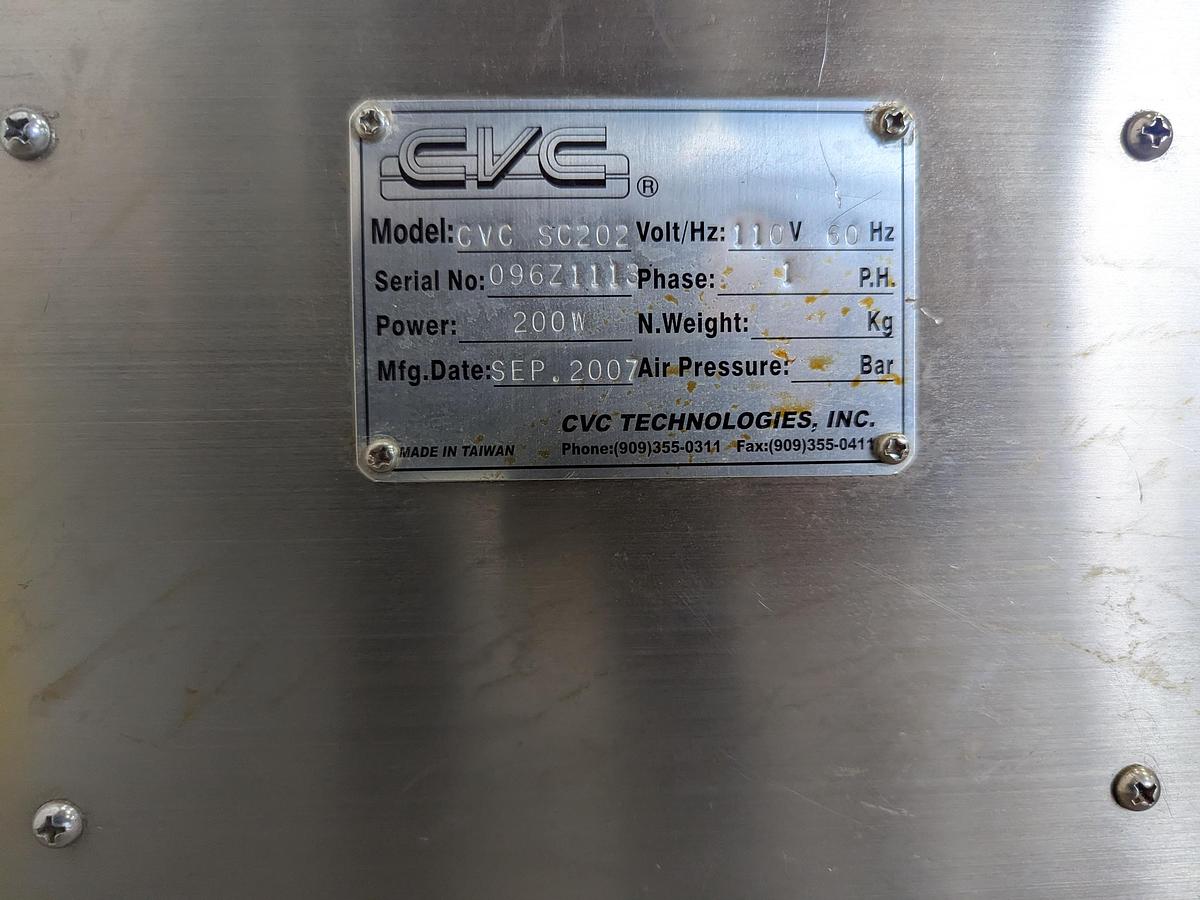 CVC ®
Model: CVC SC202 Volt/Hz: 110V 60 Hz
Serial No: 096Z1113 Phase: 1 P.H.
Power: 200W N.Weight: Kg
Mfg.Date: SEP.2007 Air Pressure: Bar
CVC TECHNOLOGIES, INC.
MADE IN TAIWAN Phone:(909)355-0311 Fax:(909)355-0411